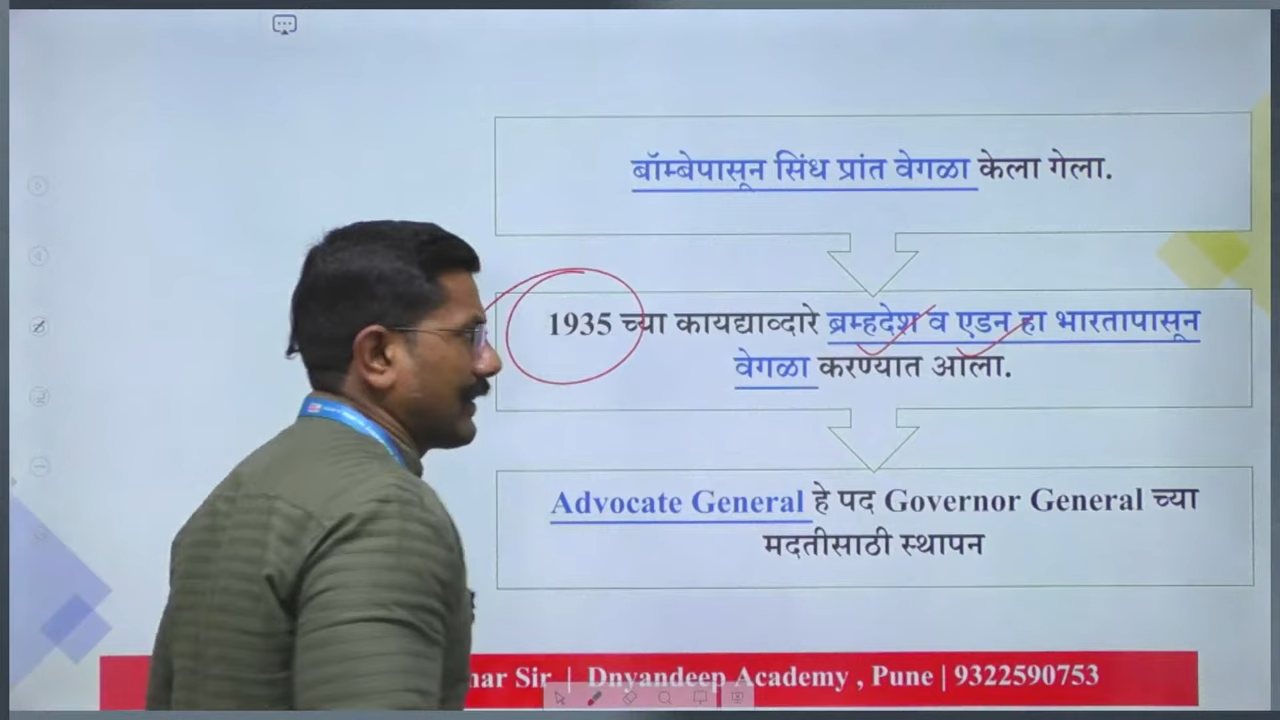 बॉम्बेपासून सिंध प्रांत वेगळा केला गेला.
1935 च्या कायद्याव्दारे ब्रम्हदेश व एडन हा भारतापासून
वेगळा करण्यात आला.
Advocate General हे पद Governor General च्या
मदतीसाठी स्थापन
Sir | Dnyandeep Academy , Pune | 9322590753